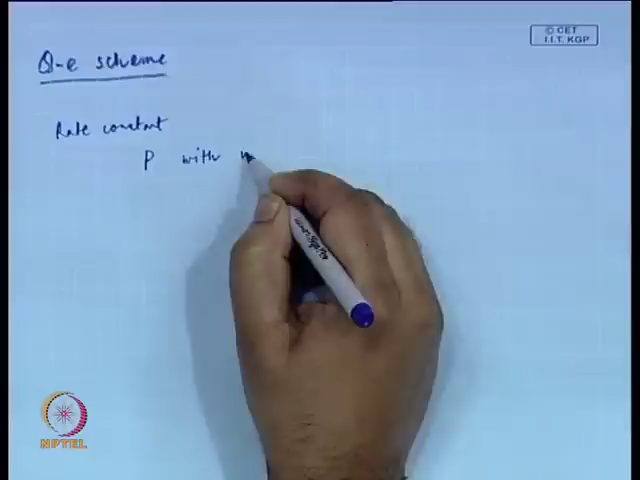 © CET
I.I.T. KGP
Q-e scheme
Rate constant
P with
NPTEL